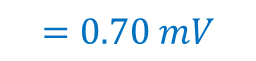 = 0.70 mV